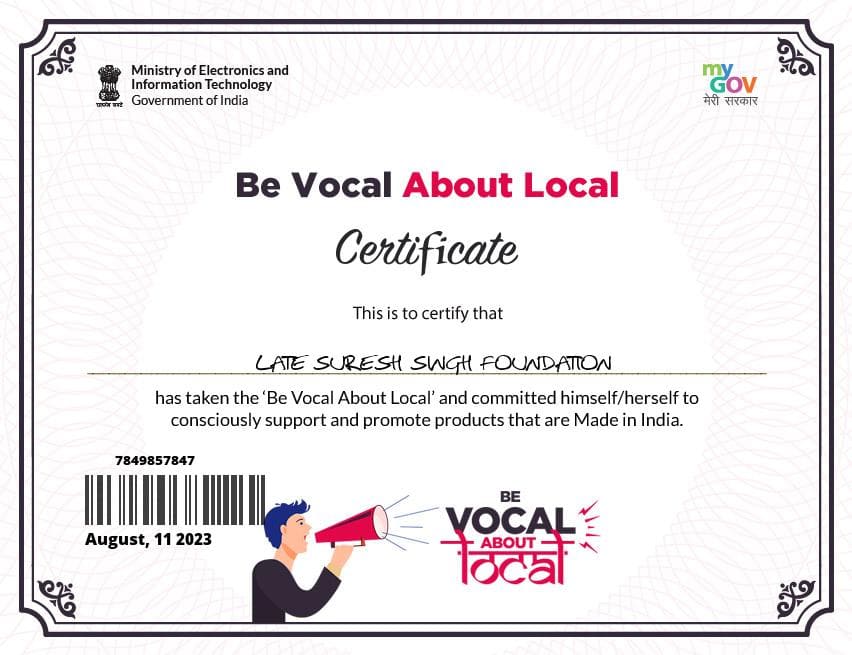 Ministry of Electronics and
Information Technology
Government of India
सत्यमेव जयते
my
GOV
मेरी सरकार
Be Vocal About Local
Certificate
This is to certify that
LATE SURESH SINGH FOUNDATION
has taken the ‘Be Vocal About Local’ and committed himself/herself to
consciously support and promote products that are Made in India.
7849857847
August, 11 2023
BE
VOCAL
ABOUT
local